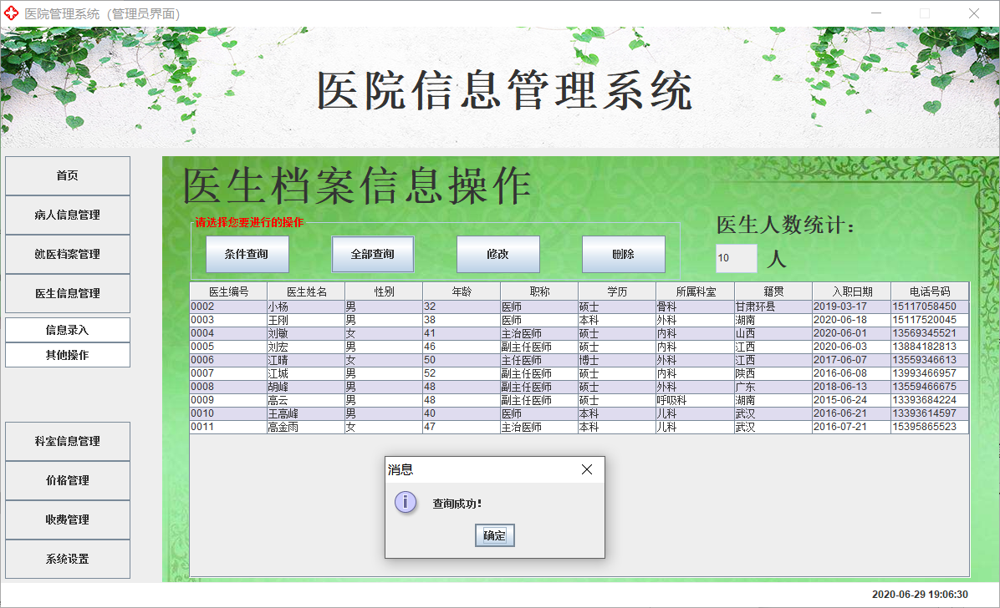 医院管理系统（管理员界面）
医院信息管理系统
首页
病人信息管理
就医档案管理
医生信息管理
信息录入
其他操作
科室信息管理
价格管理
收费管理
系统设置
医生档案信息操作
请选择您要进行的操作
条件查询 全部查询 修改 删除
医生人数统计：
10 人
医生编号 医生姓名 性别 年龄 职称 学历 所属科室 籍贯 入职日期 电话号码
0002 小杨 男 32 医师 硕士 骨科 甘肃环县 2019-03-17 15117058450
0003 王刚 男 38 医师 本科 外科 湖南 2020-06-18 15117520045
0004 刘敏 女 41 主治医师 硕士 内科 山西 2020-06-01 13569345521
0005 刘宏 男 46 副主任医师 硕士 内科 江西 2020-06-03 13884182813
0006 江晴 女 50 主任医师 博士 外科 江西 2017-06-07 13559346613
0007 江城 男 52 副主任医师 硕士 内科 陕西 2016-06-08 13993466957
0008 胡峰 男 48 副主任医师 硕士 外科 广东 2018-06-13 13559466675
0009 高云 男 48 副主任医师 硕士 呼吸科 湖南 2015-06-24 13393684224
0010 王高峰 男 40 医师 本科 儿科 武汉 2016-06-21 13393614597
0011 高金雨 女 47 主治医师 本科 儿科 武汉 2016-07-21 15395865523
消息
查询成功!
确定
2020-06-29 19:06:30